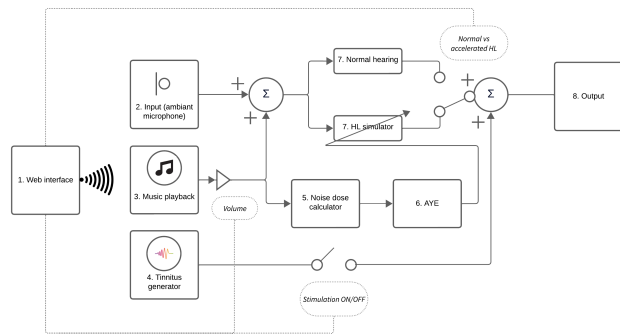 Normal vs
accelerated HL
7. Normal hearing
Σ
Σ
2. Input (ambiant
microphone)
7. HL simulator
8. Output
1. Web interface
3. Music playback
Volume
5. Noise dose
calculator
6. AYE
4. Tinnitus
generator
Stimulation ON/OFF